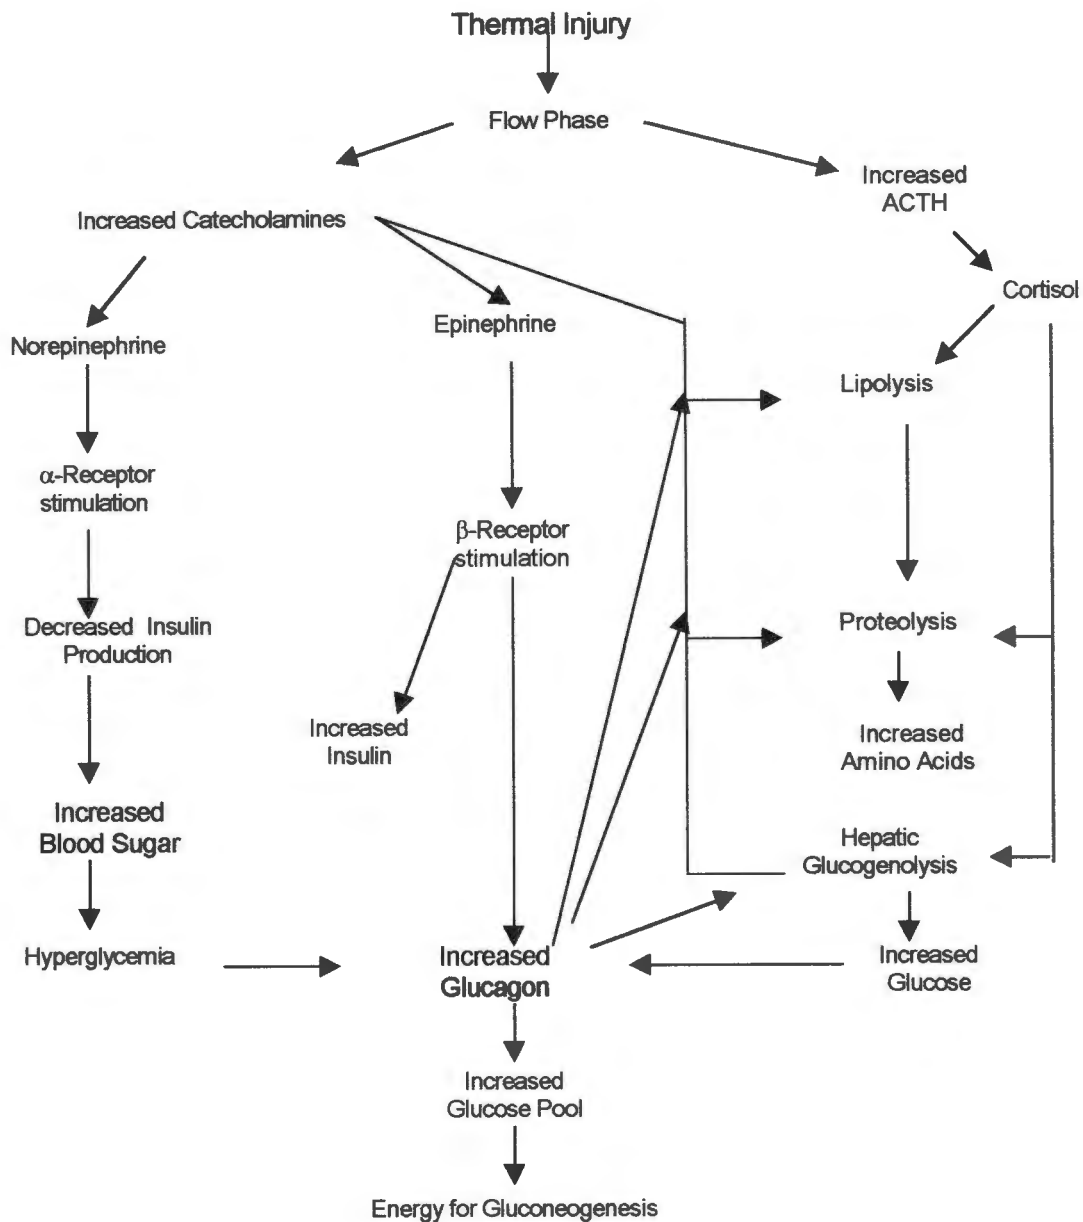 Thermal Injury
Flow Phase
Increased
ACTH
Increased Catecholamines
Cortisol
Epinephrine
Norepinephrine
Lipolysis
α-Receptor
stimulation
β-Receptor
stimulation
Decreased Insulin
Production
Proteolysis
Increased
Insulin
Increased
Amino Acids
Increased
Blood Sugar
Hepatic
Glucogenolysis
Hyperglycemia
Increased
Glucagon
Increased
Glucose
Increased
Glucose Pool
Energy for Gluconeogenesis